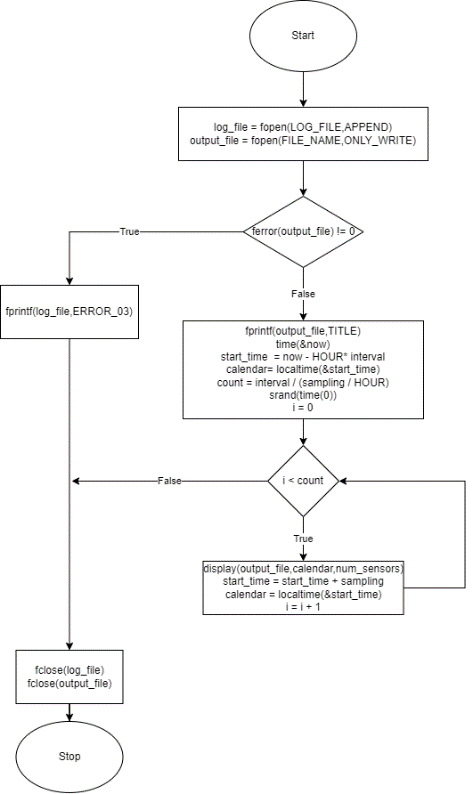 Start
log_file = fopen(LOG_FILE,APPEND)
output_file = fopen(FILE_NAME,ONLY_WRITE)
ferror(output_file) != 0
True
False
fprintf(log_file,ERROR_03)
fprintf(output_file,TITLE)
time(&now)
start_time = now - HOUR* interval
calendar= localtime(&start_time)
count = interval / (sampling / HOUR)
srand(time(0))
i = 0
i < count
False
True
display(output_file,calendar,num_sensors)
start_time = start_time + sampling
calendar = localtime(&start_time)
i = i + 1
fclose(log_file)
fclose(output_file)
Stop